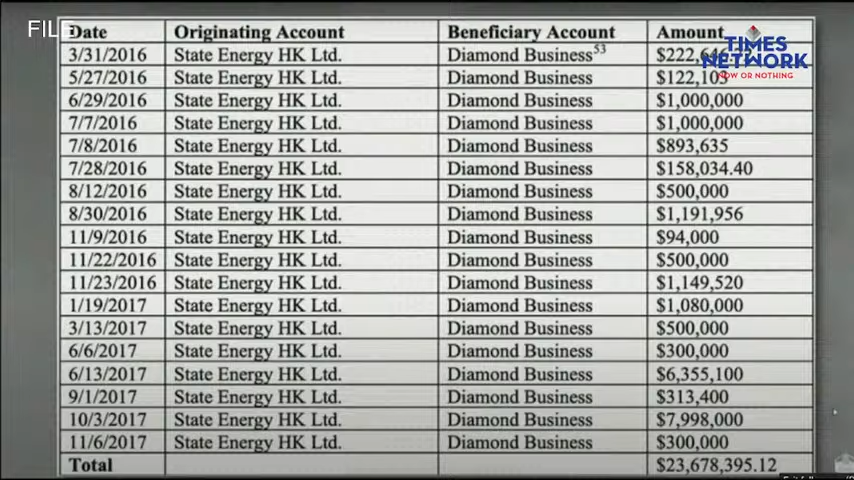 FILE
Date Originating Account Beneficiary Account Amount
3/31/2016 State Energy HK Ltd. Diamond Business53
TIMES NETWORK
NOW OR NOTHING
5/27/2016 State Energy HK Ltd. Diamond Business $122,103
6/29/2016 State Energy HK Ltd. Diamond Business $1,000,000
7/7/2016 State Energy HK Ltd. Diamond Business $1,000,000
7/8/2016 State Energy HK Ltd. Diamond Business $893,635
7/28/2016 State Energy HK Ltd. Diamond Business $158,034.40
8/12/2016 State Energy HK Ltd. Diamond Business $500,000
8/30/2016 State Energy HK Ltd. Diamond Business $1,191,956
11/9/2016 State Energy HK Ltd. Diamond Business $94,000
11/22/2016 State Energy HK Ltd. Diamond Business $500,000
11/23/2016 State Energy HK Ltd. Diamond Business $1,149,520
1/19/2017 State Energy HK Ltd. Diamond Business $1,080,000
3/13/2017 State Energy HK Ltd. Diamond Business $500,000
6/6/2017 State Energy HK Ltd. Diamond Business $300,000
6/13/2017 State Energy HK Ltd. Diamond Business $6,355,100
9/1/2017 State Energy HK Ltd. Diamond Business $313,400
10/3/2017 State Energy HK Ltd. Diamond Business $7,998,000
11/6/2017 State Energy HK Ltd. Diamond Business $300,000
Total $23,678,395.12